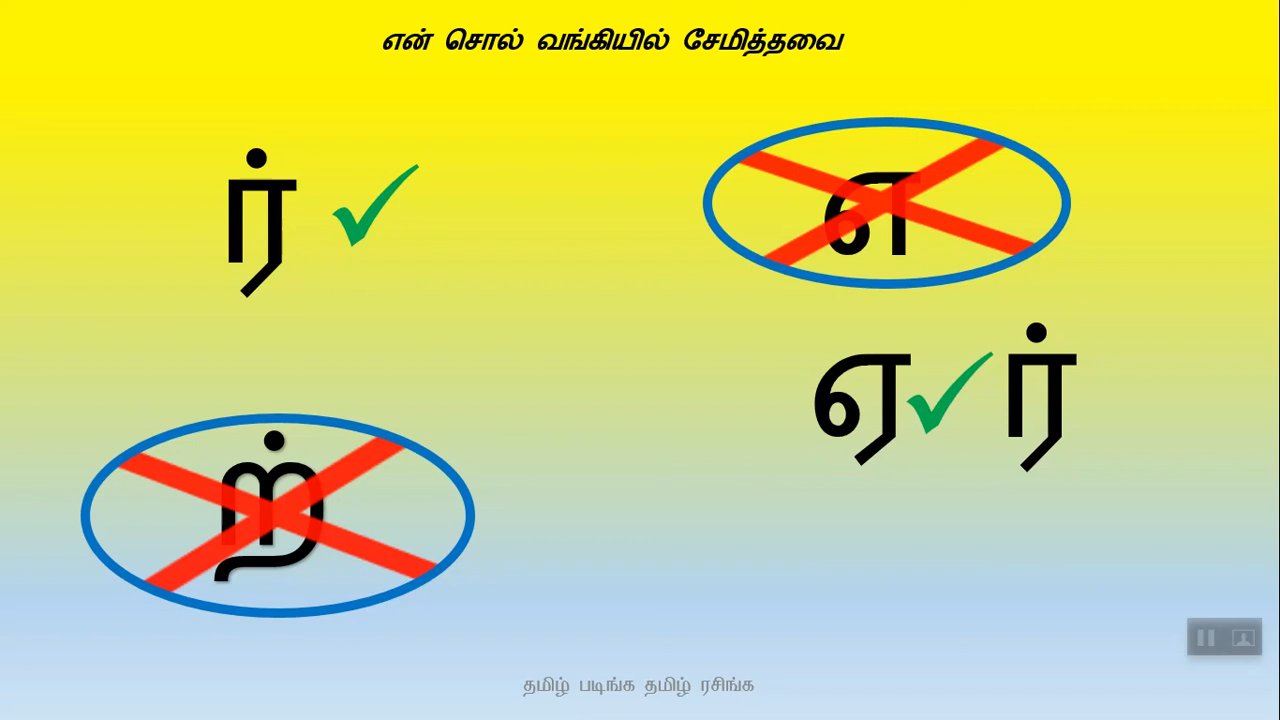 என் சொல் வங்கியில் சேமித்தவை
ர்
எ
ஏ ர்
ற்
தமிழ் படிங்க தமிழ் ரசிங்க